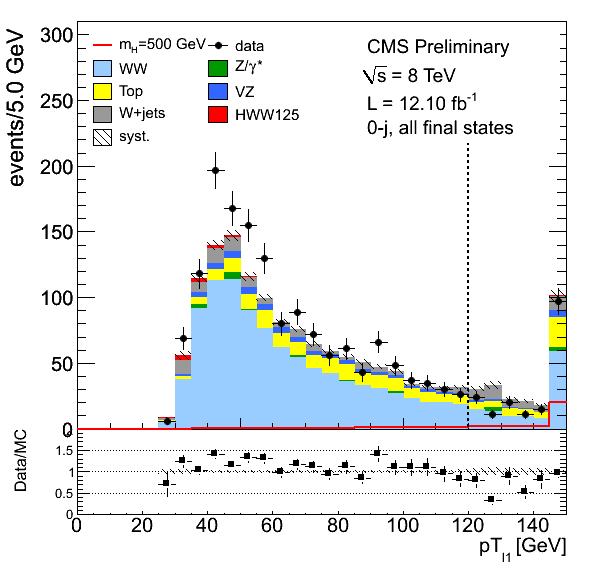 events/5.0 GeV
300
250
200
150
100
50
0
m_H=500 GeV
data
WW
Z/γ*
Top
VZ
W+jets
HWW125
syst.
CMS Preliminary
√s = 8 TeV
L = 12.10 fb⁻¹
0-j, all final states
Data/MC
2
1.5
1
0.5
0
0 20 40 60 80 100 120 140
pT_l1 [GeV]